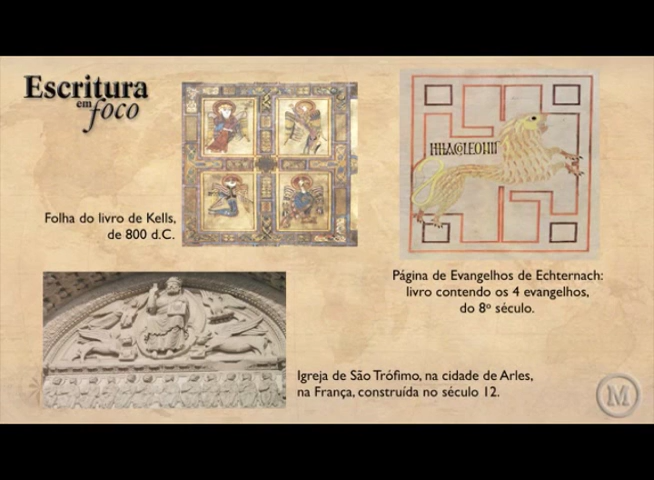 Escritura
em
foco
Folha do livro de Kells,
de 800 d.C.
Página de Evangelhos de Echternach:
livro contendo os 4 evangelhos,
do 8º século.
Igreja de São Trófimo, na cidade de Arles,
na França, construída no século 12.
M